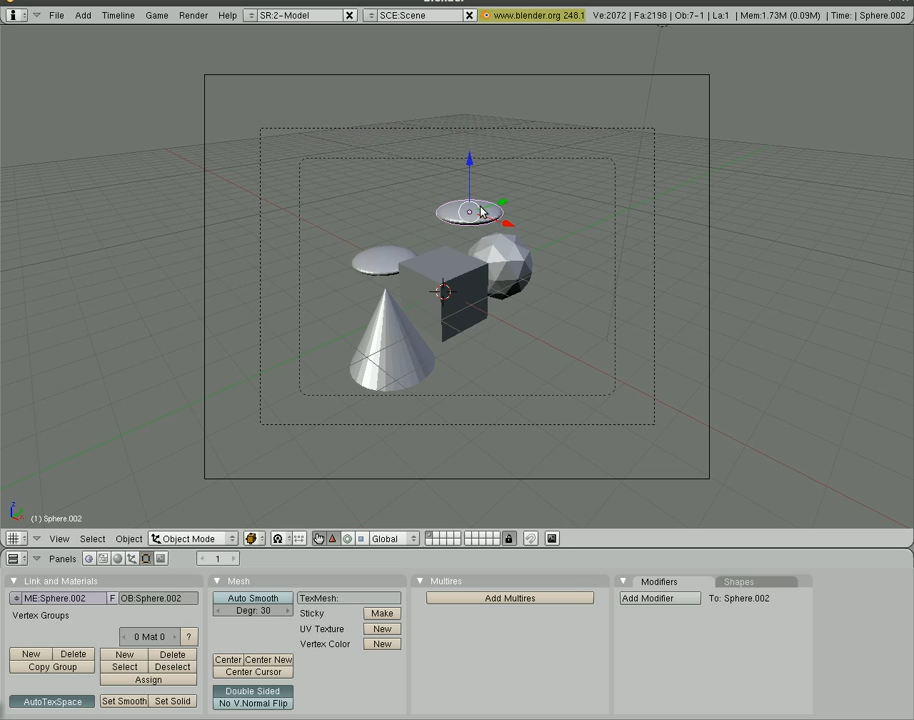 File Add Timeline Game Render Help SR:2-Model SCE:Scene www.blender.org 248.1 Ve:2072 | Fa:2198 | Ob:7-1 | La:1 | Mem:1.73M (0.09M) | Time: | Sphere.002
z
(1) Sphere.002
View Select Object Object Mode Global
Panels 1
Link and Materials Mesh Multires Modifiers Shapes
ME:Sphere.002 F OB:Sphere.002 Auto Smooth TexMesh: Add Multires Add Modifier To: Sphere.002
Degr: 30 Sticky Make
Vertex Groups
UV Texture New
0 Mat 0 ? Vertex Color New
New Delete New Delete Center Center New
Copy Group Select Deselect Center Cursor
Assign
Double Sided
AutoTexSpace Set Smooth Set Solid No V.Normal Flip